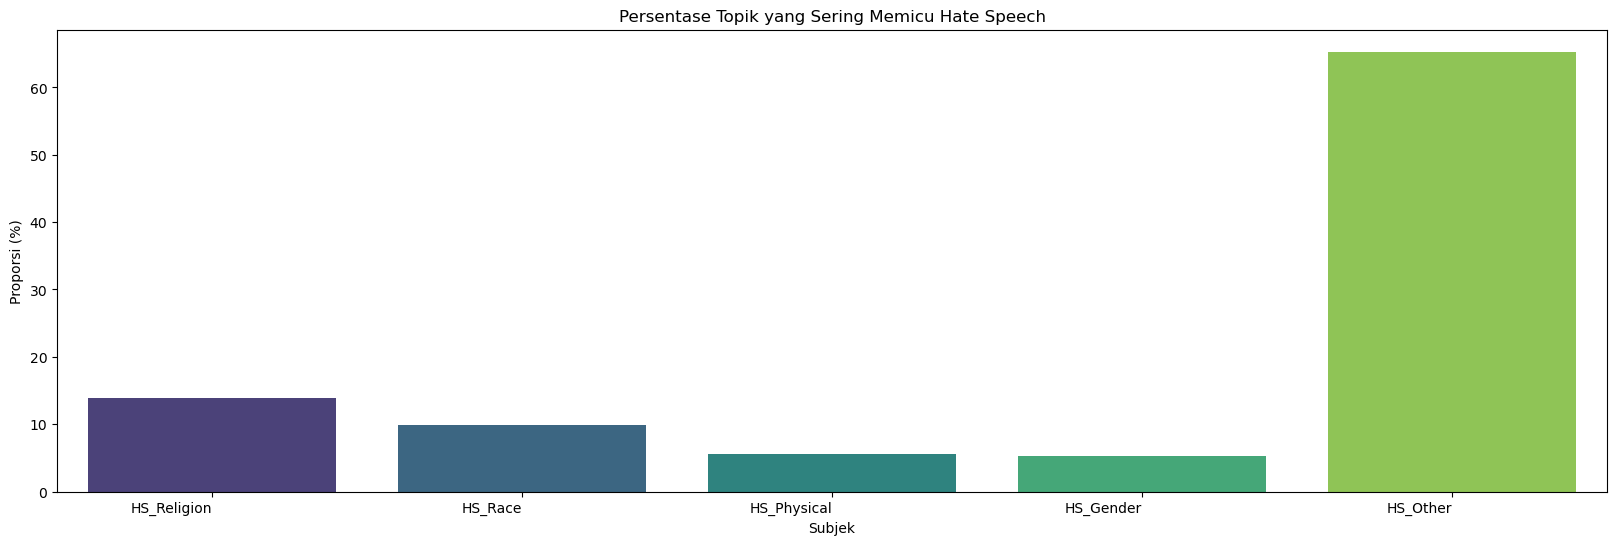 Persentase Topik yang Sering Memicu Hate Speech
Proporsi (%)
60
50
40
30
20
10
0
HS_Religion HS_Race HS_Physical HS_Gender HS_Other
Subjek